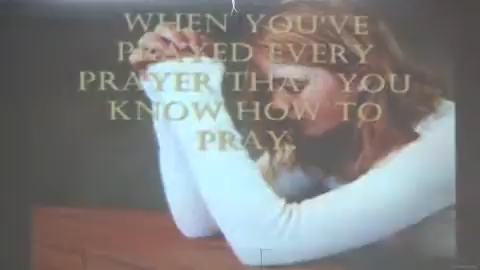 WHEN YOU'VE
PRAYED EVERY
PRAYER THAT YOU
KNOW HOW TO
PRAY,